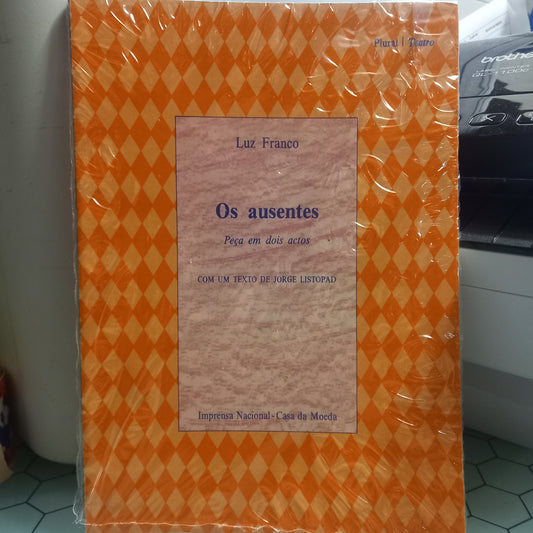 Plural | Teatro
Luz Franco
Os ausentes
Peça em dois actos
COM UM TEXTO DE JORGE LISTOPAD
Imprensa Nacional - Casa da Moeda
brother